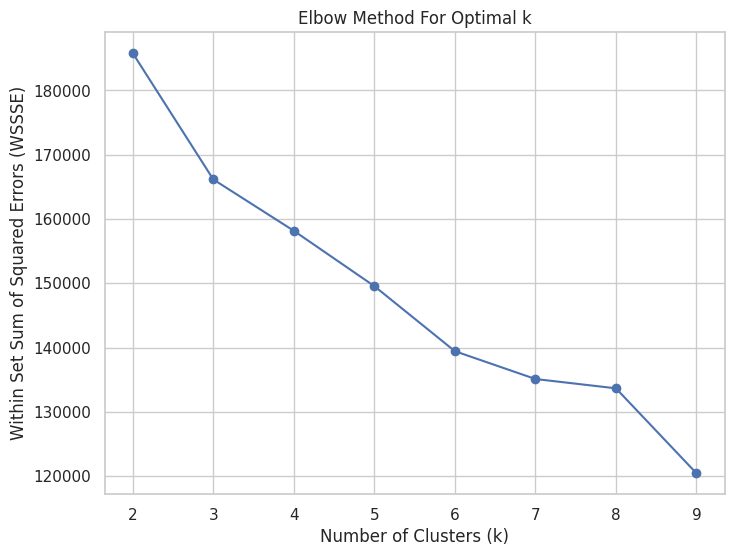 Elbow Method For Optimal k
Within Set Sum of Squared Errors (WSSSE)
180000
170000
160000
150000
140000
130000
120000
2 3 4 5 6 7 8 9
Number of Clusters (k)